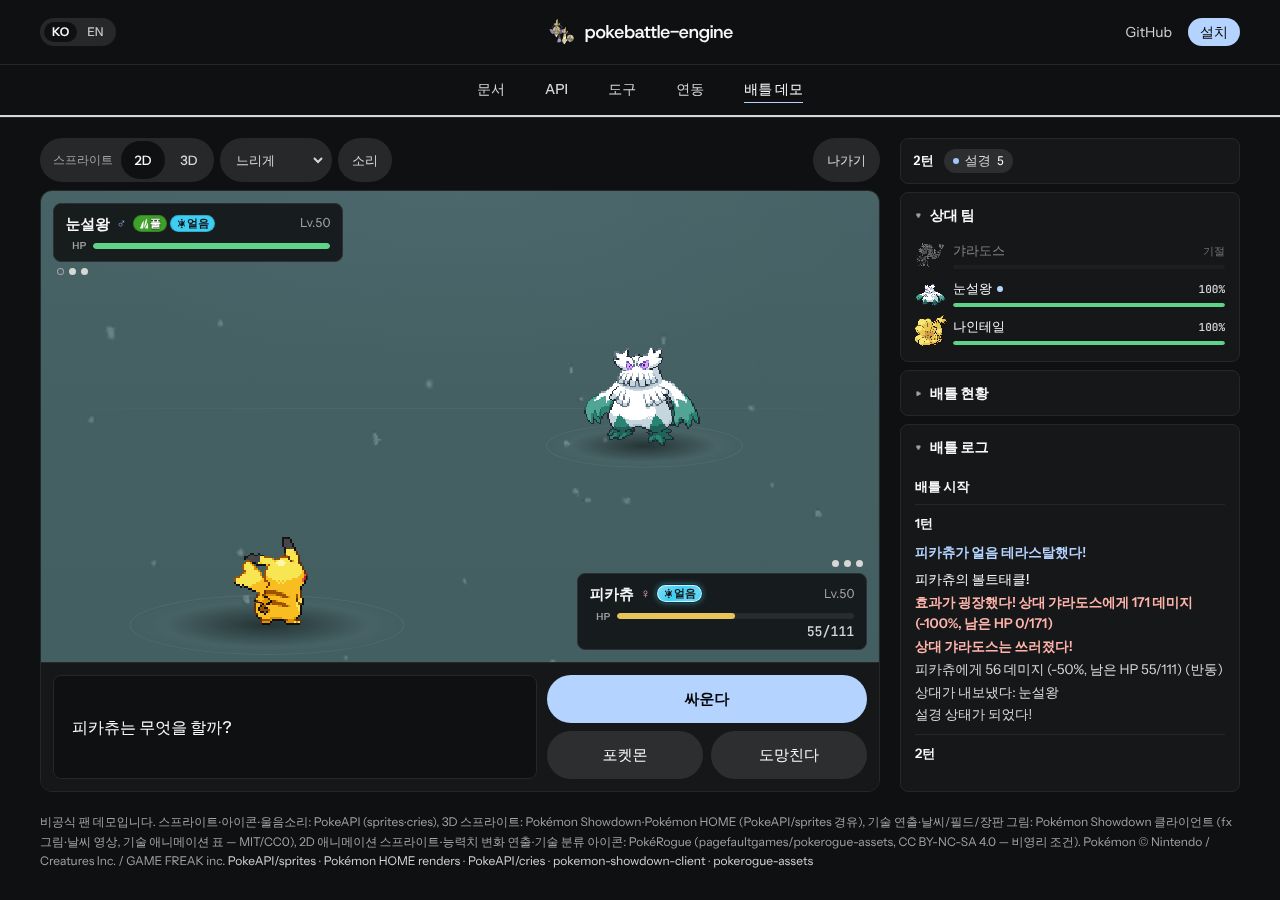 KO EN
pokebattle-engine
GitHub 설치
문서 API 도구 연동 배틀 데모
스프라이트 2D 3D 느리게 소리 나가기
눈설왕 ♂ 풀 얼음 Lv.50
HP
피카츄 ♀ 얼음 Lv.50
HP
55/111
피카츄는 무엇을 할까?
싸운다
포켓몬 도망친다
2턴 설경 5
상대 팀
갸라도스 기절
눈설왕 100%
나인테일 100%
배틀 현황
배틀 로그
배틀 시작
1턴
피카츄가 얼음 테라스탈했다!
피카츄의 볼트태클!
효과가 굉장했다! 상대 갸라도스에게 171 데미지
(-100%, 남은 HP 0/171)
상대 갸라도스는 쓰러졌다!
피카츄에게 56 데미지 (-50%, 남은 HP 55/111) (반동)
상대가 내보냈다: 눈설왕
설경 상태가 되었다!
2턴
비공식 팬 데모입니다. 스프라이트·아이콘·울음소리: PokeAPI (sprites·cries), 3D 스프라이트: Pokémon Showdown·Pokémon HOME (PokeAPI/sprites 경유), 기술 연출·날씨/필드/장판 그림: Pokémon Showdown 클라이언트 (fx
그림·날씨 영상, 기술 애니메이션 표 — MIT/CC0), 2D 애니메이션 스프라이트·능력치 변화 연출·기술 분류 아이콘: PokéRogue (pagefaultgames/pokerogue-assets, CC BY-NC-SA 4.0 — 비영리 조건). Pokémon © Nintendo /
Creatures Inc. / GAME FREAK inc. PokeAPI/sprites · Pokémon HOME renders · PokeAPI/cries · pokemon-showdown-client · pokerogue-assets